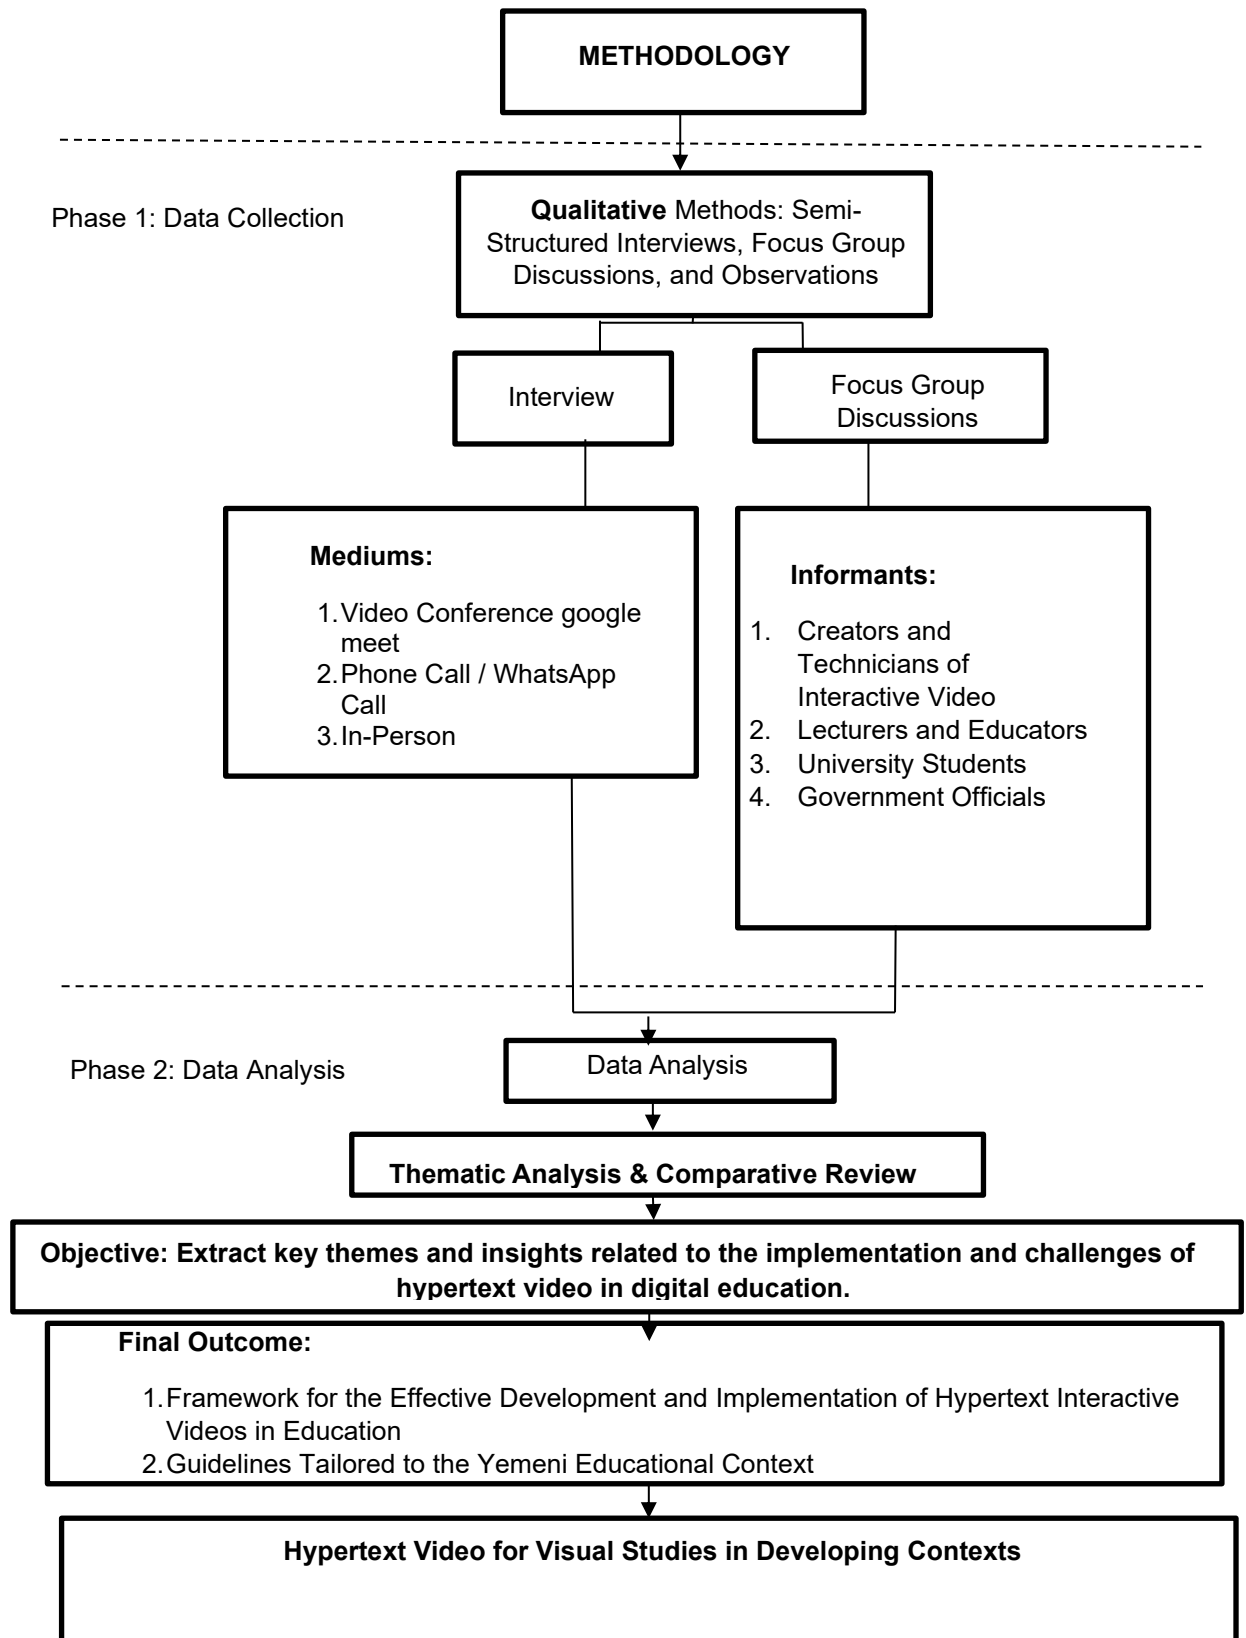 METHODOLOGY
Phase 1: Data Collection
Qualitative Methods: Semi-
Structured Interviews, Focus Group
Discussions, and Observations
Interview
Focus Group
Discussions
Mediums:
1.Video Conference google
meet
2.Phone Call / WhatsApp
Call
3.In-Person
Informants:
1. Creators and
Technicians of
Interactive Video
2. Lecturers and Educators
3. University Students
4. Government Officials
Phase 2: Data Analysis
Data Analysis
Thematic Analysis & Comparative Review
Objective: Extract key themes and insights related to the implementation and challenges of
hypertext video in digital education.
Final Outcome:
1.Framework for the Effective Development and Implementation of Hypertext Interactive
Videos in Education
2.Guidelines Tailored to the Yemeni Educational Context
Hypertext Video for Visual Studies in Developing Contexts